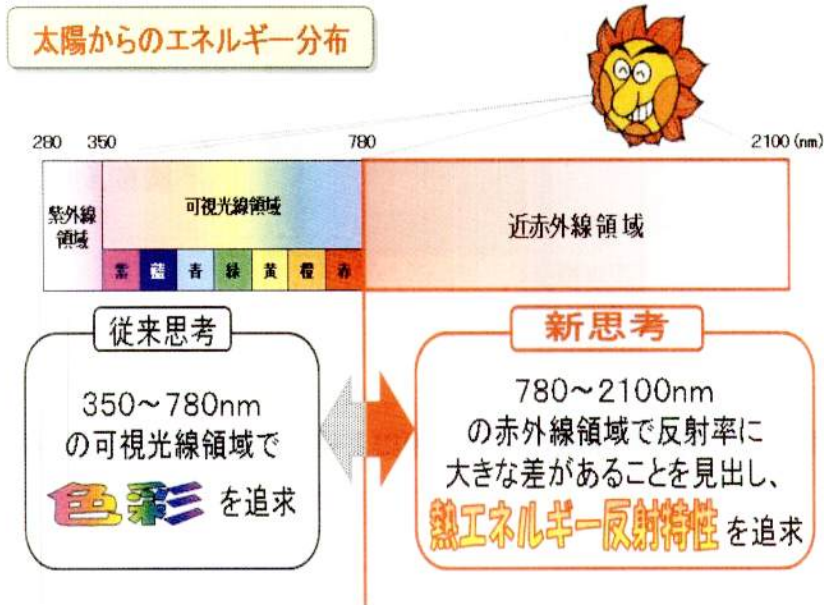 太陽からのエネルギー分布
280 350 780 2100 (nm)
紫外線
領域
可視光線領域
近赤外線領域
紫 藍 青 緑 黄 橙 赤
従来思考
350～780nm
の可視光線領域で
色彩を追求
新思考
780～2100nm
の赤外線領域で反射率に
大きな差があることを見出し、
熱エネルギー反射特性を追求